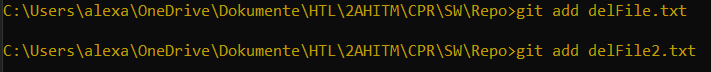 C:\Users\alexa\OneDrive\Dokumente\HTL\2AHITM\CPR\SW\Repo>git add delFile.txt
C:\Users\alexa\OneDrive\Dokumente\HTL\2AHITM\CPR\SW\Repo>git add delFile2.txt